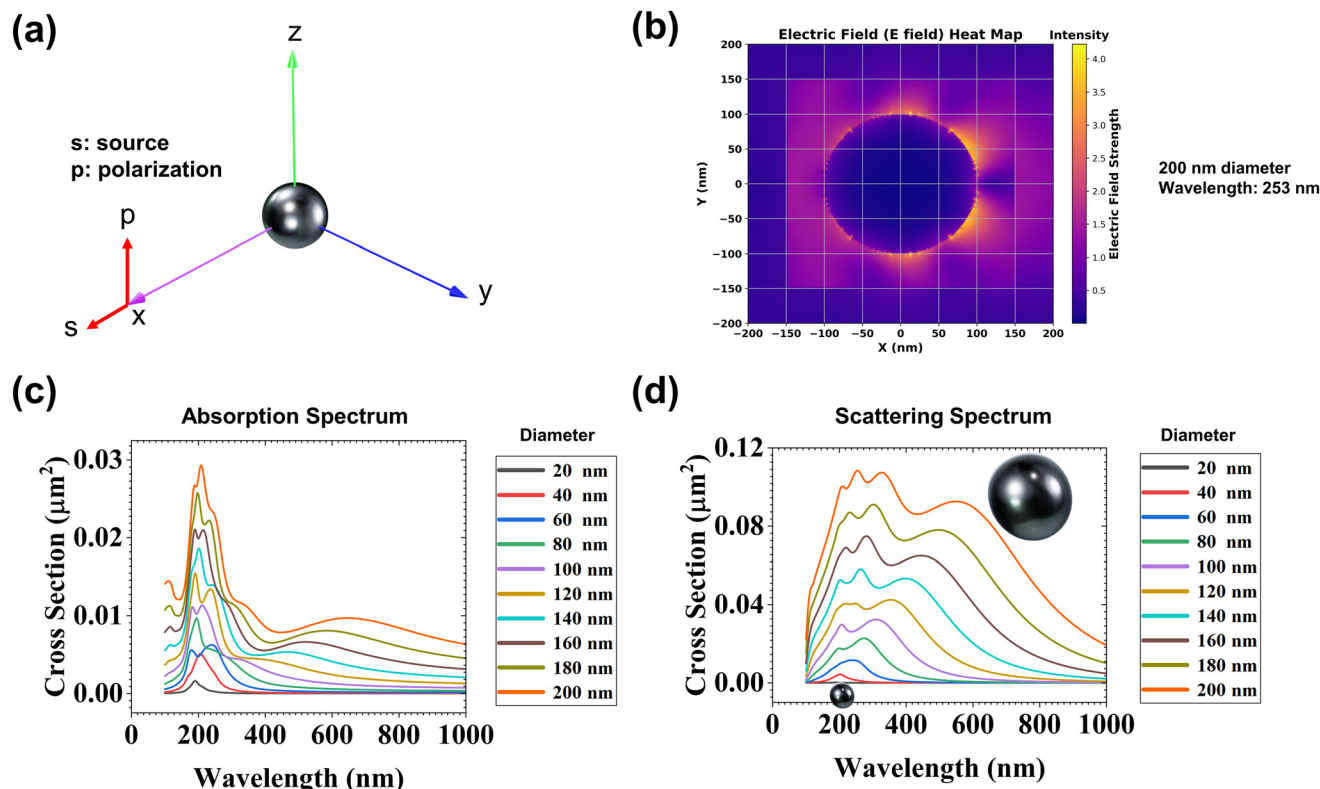 (a)
z
s: source
p: polarization
p
x
s
y
(b)
Electric Field (E field) Heat Map
Intensity
200
150
100
50
0
−50
−100
−150
−200
Y (nm)
−200
−150
−100
−50
0
50
100
150
200
X (nm)
4.0
3.5
3.0
2.5
2.0
1.5
1.0
0.5
Electric Field Strength
200 nm diameter
Wavelength: 253 nm
(c)
Absorption Spectrum
Cross Section (μm²)
0.03
0.02
0.01
0.00
0 200 400 600 800 1000
Wavelength (nm)
Diameter
20 nm
40 nm
60 nm
80 nm
100 nm
120 nm
140 nm
160 nm
180 nm
200 nm
(d)
Scattering Spectrum
Cross Section (μm²)
0.12
0.08
0.04
0.00
0 200 400 600 800 1000
Wavelength (nm)
Diameter
20 nm
40 nm
60 nm
80 nm
100 nm
120 nm
140 nm
160 nm
180 nm
200 nm